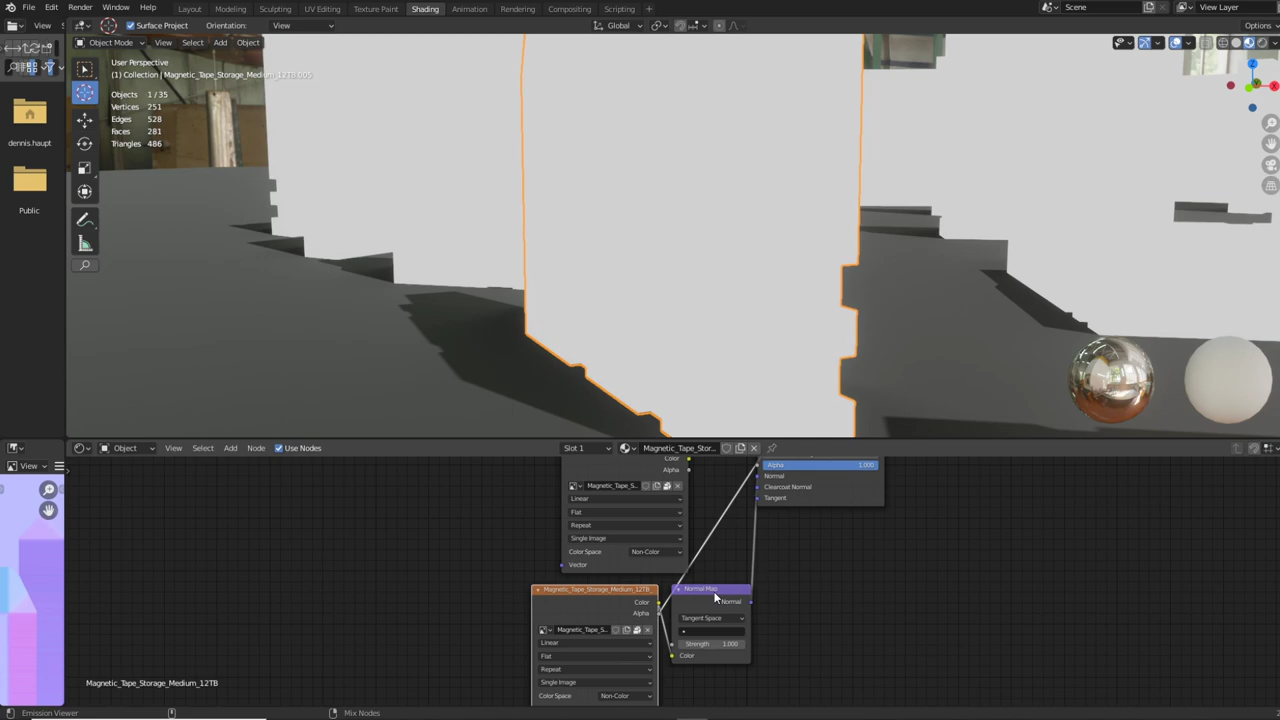 File Edit Render Window Help Layout Modeling Sculpting UV Editing Texture Paint Shading Animation Rendering Compositing Scripting + Scene View Layer
View Surface Project Orientation: View Global Options
Object Mode View Select Add Object
User Perspective
(1) Collection | Magnetic_Tape_Storage_Medium_12TB.005
Objects 1 / 35
Vertices 251
Edges 528
Faces 281
Triangles 486
dennis.haupt
Public
Z
Y
X
Object View Select Add Node Use Nodes Slot 1 Magnetic_Tape_Stor...
View
Color
Alpha
Magnetic_Tape_S..
Linear
Flat
Repeat
Single Image
Color Space Non-Color
Vector
Alpha 1.000
Normal
Clearcoat Normal
Tangent
Magnetic_Tape_Storage_Medium_12TB
Color
Alpha
Magnetic_Tape_S..
Linear
Flat
Repeat
Single Image
Color Space Non-Color
Normal Map
Normal
Tangent Space
Strength 1.000
Color
Magnetic_Tape_Storage_Medium_12TB
Emission Viewer Mix Nodes